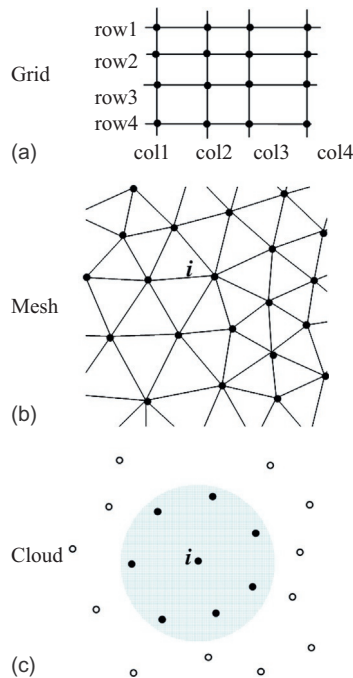 row1
row2
Grid
row3
row4
(a)
col1 col2 col3 col4
i
Mesh
(b)
Cloud
i
(c)